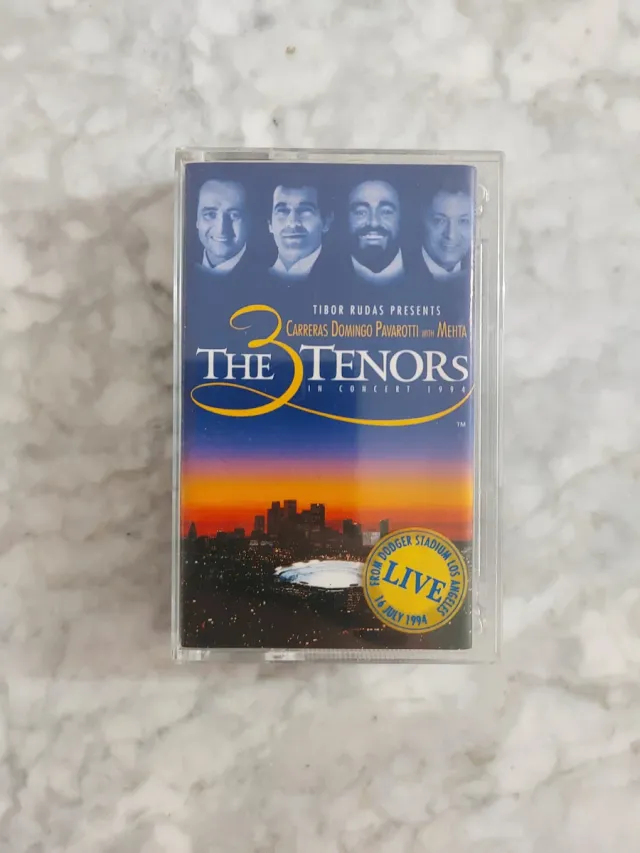 TIBOR RUDAS PRESENTS
CARRERAS DOMINGO PAVAROTTI WITH MEHTA
THE 3 TENORS
IN CONCERT 1994
TM
FROM DODGER STADIUM LOS ANGELES
LIVE
16 JULY 1994